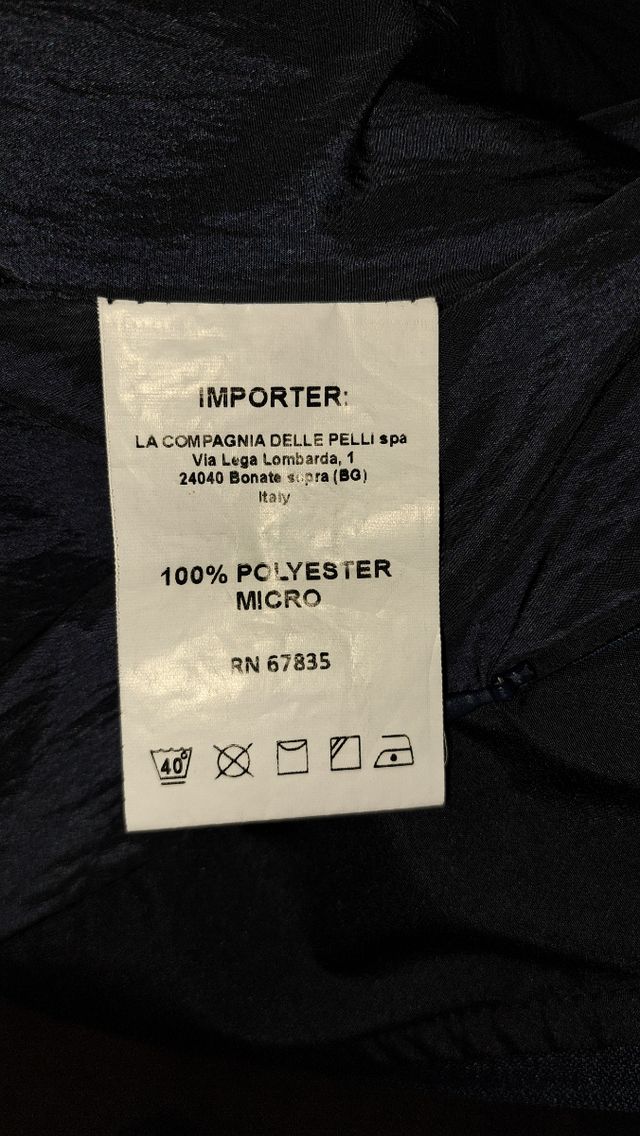 IMPORTER:
LA COMPAGNIA DELLE PELLI spa
Via Lega Lombarda, 1
24040 Bonate sopra (BG)
Italy
100% POLYESTER
MICRO
RN 67835
40°